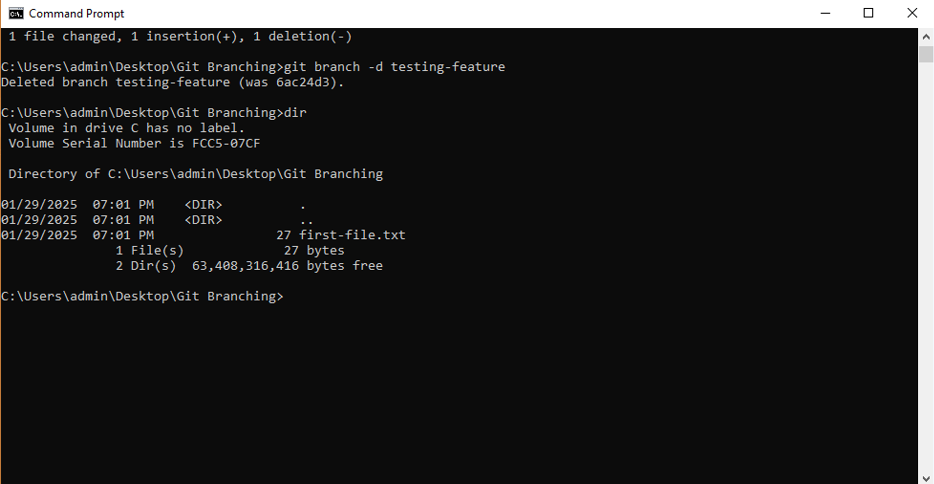 Command Prompt
1 file changed, 1 insertion(+), 1 deletion(-)
C:\Users\admin\Desktop\Git Branching>git branch -d testing-feature
Deleted branch testing-feature (was 6ac24d3).
C:\Users\admin\Desktop\Git Branching>dir
Volume in drive C has no label.
Volume Serial Number is FCC5-07CF
Directory of C:\Users\admin\Desktop\Git Branching
01/29/2025  07:01 PM    <DIR>          .
01/29/2025  07:01 PM    <DIR>          ..
01/29/2025  07:01 PM                27 first-file.txt
1 File(s)             27 bytes
2 Dir(s)  63,408,316,416 bytes free
C:\Users\admin\Desktop\Git Branching>